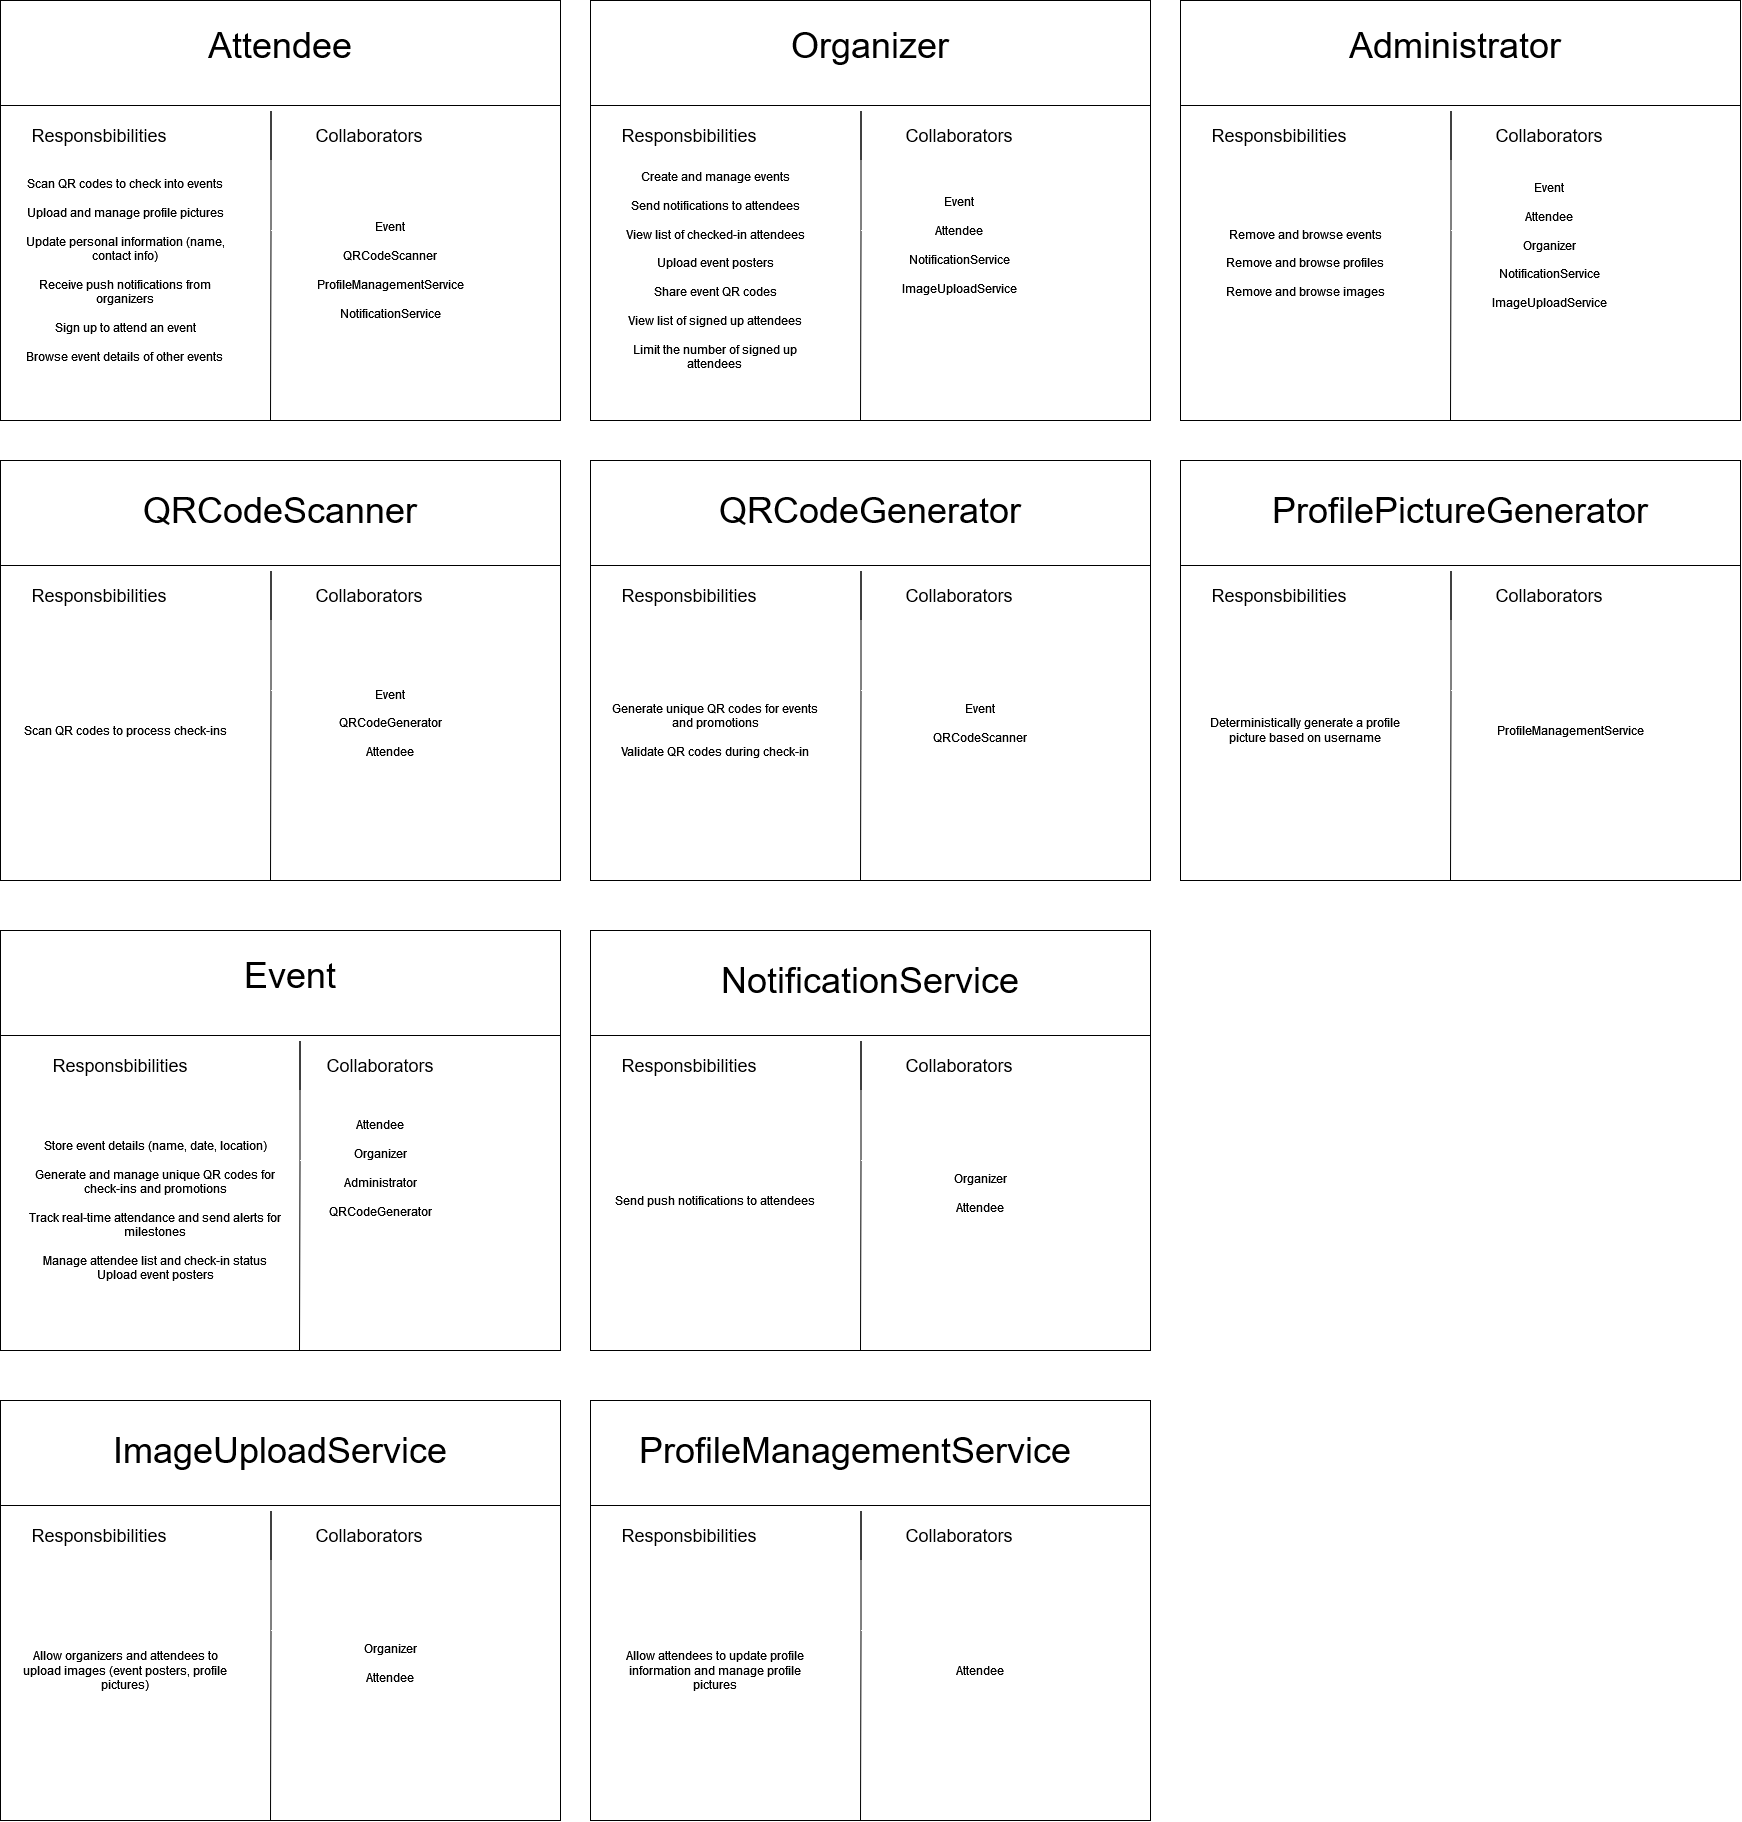 Attendee
Responsbibilities
Collaborators
Scan QR codes to check into events
Upload and manage profile pictures
Update personal information (name,
contact info)
Receive push notifications from
organizers
Sign up to attend an event
Browse event details of other events
Event
QRCodeScanner
ProfileManagementService
NotificationService
Organizer
Responsbibilities
Collaborators
Create and manage events
Send notifications to attendees
View list of checked-in attendees
Upload event posters
Share event QR codes
View list of signed up attendees
Limit the number of signed up
attendees
Event
Attendee
NotificationService
ImageUploadService
Administrator
Responsbibilities
Collaborators
Remove and browse events
Remove and browse profiles
Remove and browse images
Event
Attendee
Organizer
NotificationService
ImageUploadService
QRCodeScanner
Responsbibilities
Collaborators
Scan QR codes to process check-ins
Event
QRCodeGenerator
Attendee
QRCodeGenerator
Responsbibilities
Collaborators
Generate unique QR codes for events
and promotions
Validate QR codes during check-in
Event
QRCodeScanner
ProfilePictureGenerator
Responsbibilities
Collaborators
Deterministically generate a profile
picture based on username
ProfileManagementService
Event
Responsbibilities
Collaborators
Store event details (name, date, location)
Generate and manage unique QR codes for
check-ins and promotions
Track real-time attendance and send alerts for
milestones
Manage attendee list and check-in status
Upload event posters
Attendee
Organizer
Administrator
QRCodeGenerator
NotificationService
Responsbibilities
Collaborators
Send push notifications to attendees
Organizer
Attendee
ImageUploadService
Responsbibilities
Collaborators
Allow organizers and attendees to
upload images (event posters, profile
pictures)
Organizer
Attendee
ProfileManagementService
Responsbibilities
Collaborators
Allow attendees to update profile
information and manage profile
pictures
Attendee